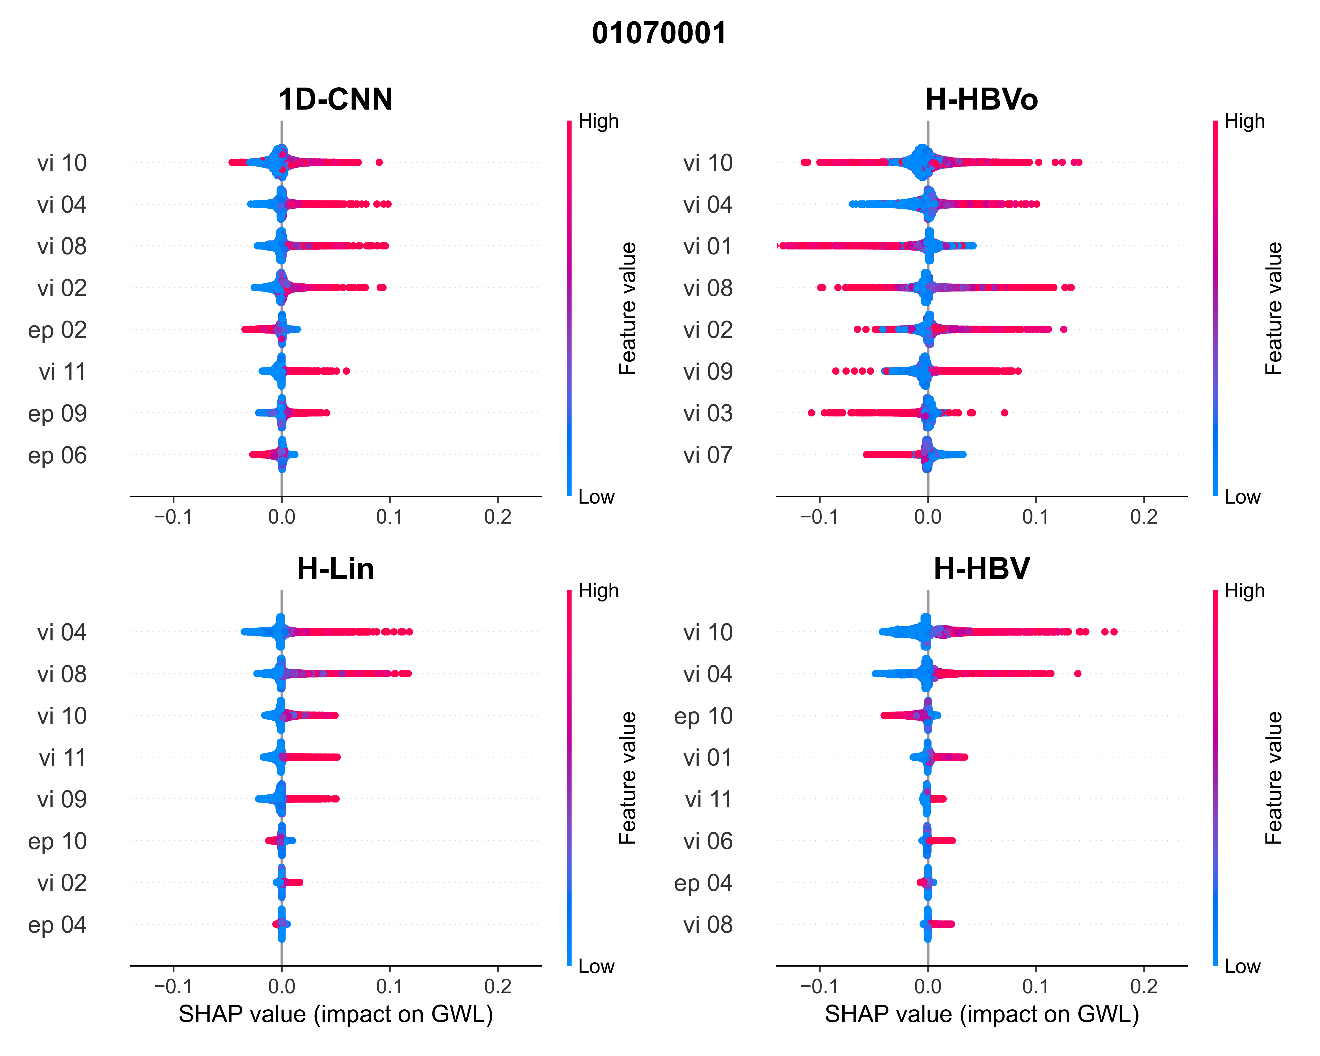 01070001
1D-CNN
High
vi 10
vi 04
vi 08
vi 02
ep 02
vi 11
ep 09
ep 06
Feature value
Low
−0.1 0.0 0.1 0.2
H-HBVo
High
vi 10
vi 04
vi 01
vi 08
vi 02
vi 09
vi 03
vi 07
Feature value
Low
−0.1 0.0 0.1 0.2
H-Lin
High
vi 04
vi 08
vi 10
vi 11
vi 09
ep 10
vi 02
ep 04
Feature value
Low
−0.1 0.0 0.1 0.2
SHAP value (impact on GWL)
H-HBV
High
vi 10
vi 04
ep 10
vi 01
vi 11
vi 06
ep 04
vi 08
Feature value
Low
−0.1 0.0 0.1 0.2
SHAP value (impact on GWL)